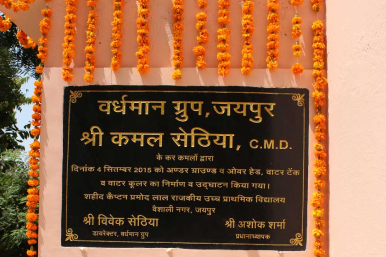 वर्धमान ग्रुप,जयपुर
श्री कमल सेठिया, C.M.D.
के कर कमलों द्वारा
दिनांक 4 सितम्बर 2015 को अण्डर ग्राउण्ड व ओवर हेड, वाटर टैंक
व वाटर कूलर का निर्माण व उद्घाटन किया गया।
शहीद कैप्टन प्रमोद लाल राजकीय उच्च प्राथमिक विद्यालय
वैशाली नगर, जयपुर
श्री विवेक सेठिया श्री अशोक शर्मा
डायरेक्टर, वर्धमान ग्रुप प्रधानाध्यापक